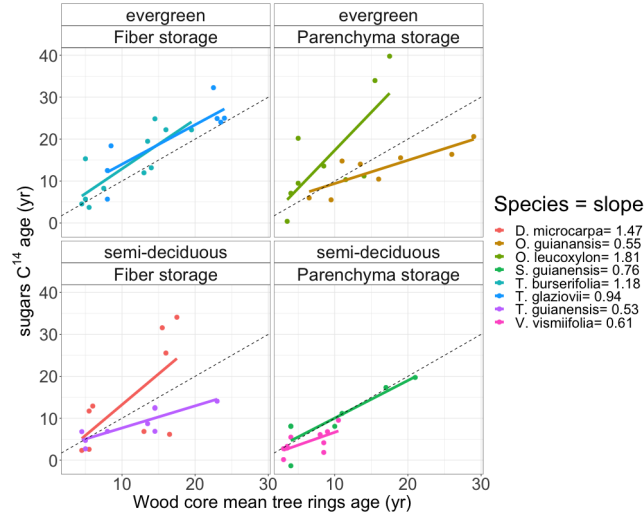 evergreen
evergreen
Fiber storage
Parenchyma storage
40
30
20
10
0
semi-deciduous
semi-deciduous
Fiber storage
Parenchyma storage
40
30
20
10
0
10
20
30
10
20
30
Wood core mean tree rings age (yr)
sugars C14 age (yr)
Species = slope
D. microcarpa= 1.47
O. guianansis= 0.55
O. leucoxylon= 1.81
S. guianensis= 0.76
T. burserifolia= 1.18
T. glaziovii= 0.94
T. guianensis= 0.53
V. vismiifolia= 0.61